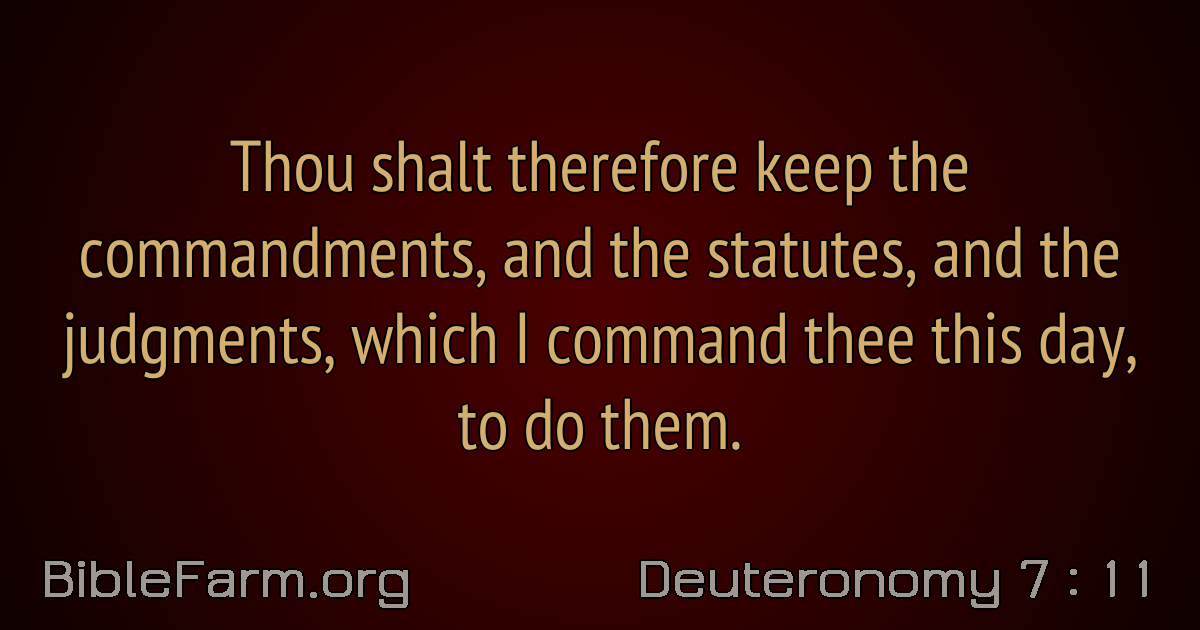 Thou shalt therefore keep the
commandments, and the statutes, and the
judgments, which I command thee this day,
to do them.
BibleFarm.org
Deuteronomy 7 : 11